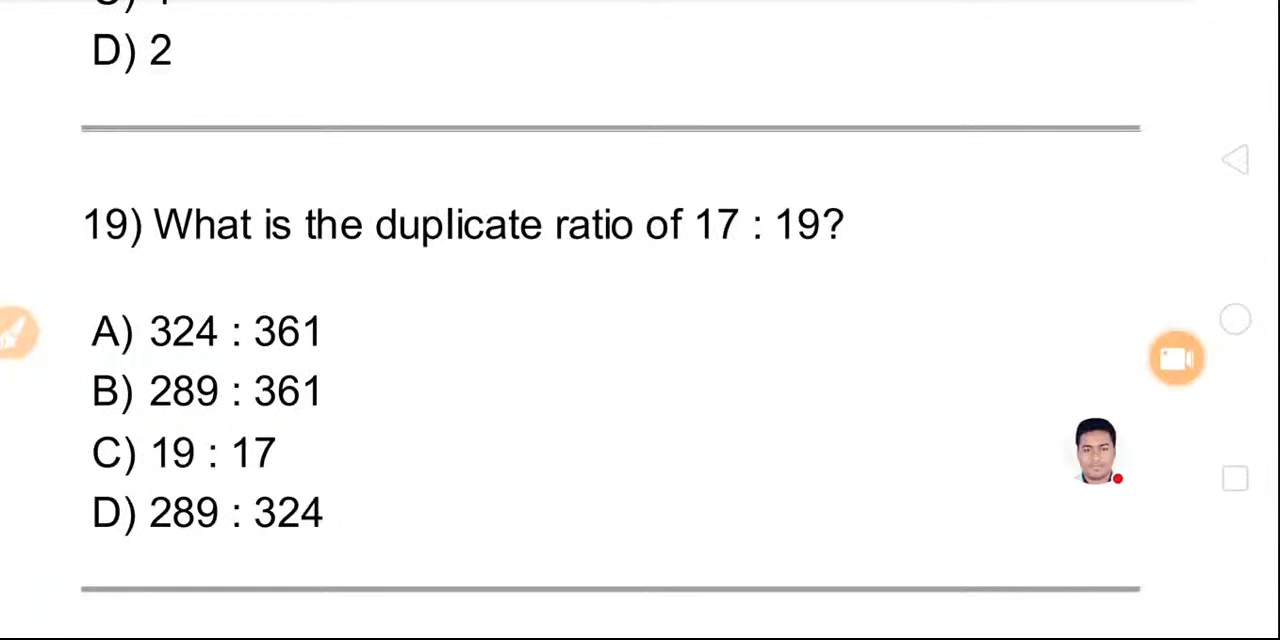 D) 2
19) What is the duplicate ratio of 17 : 19?
A) 324 : 361
B) 289 : 361
C) 19 : 17
D) 289 : 324